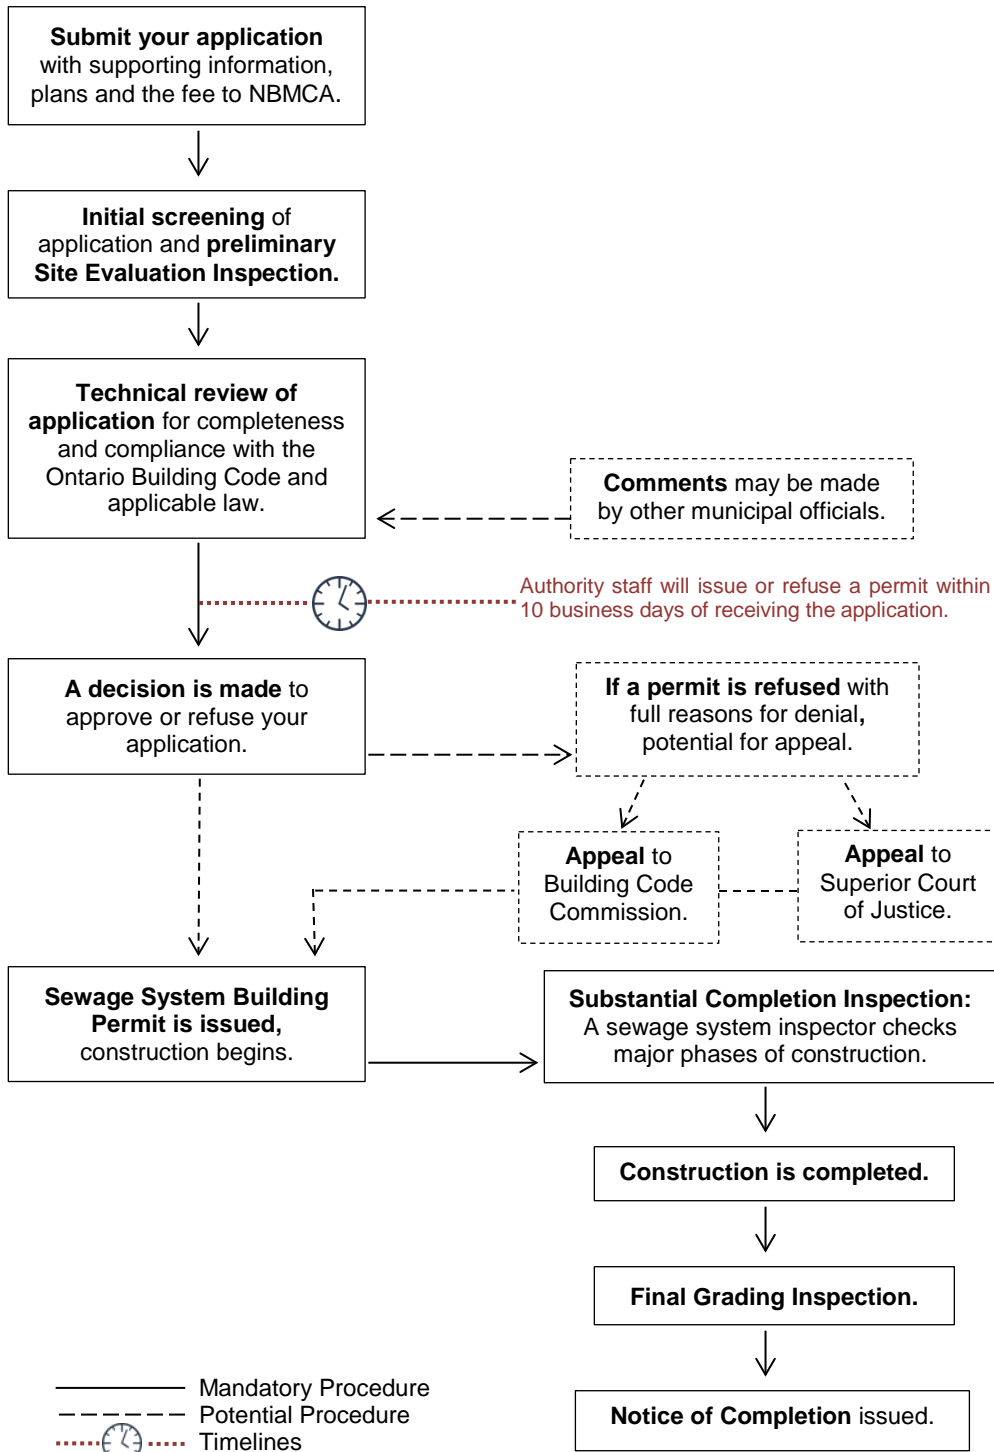 Submit your application
with supporting information,
plans and the fee to NBMCA.
Initial screening of
application and preliminary
Site Evaluation Inspection.
Technical review of
application for completeness
and compliance with the
Ontario Building Code and
applicable law.
Comments may be made
by other municipal officials.
Authority staff will issue or refuse a permit within
10 business days of receiving the application.
A decision is made to
approve or refuse your
application.
If a permit is refused with
full reasons for denial,
potential for appeal.
Appeal to
Building Code
Commission.
Appeal to
Superior Court
of Justice.
Sewage System Building
Permit is issued,
construction begins.
Substantial Completion Inspection:
A sewage system inspector checks
major phases of construction.
Construction is completed.
Final Grading Inspection.
Notice of Completion issued.
Mandatory Procedure
Potential Procedure
Timelines